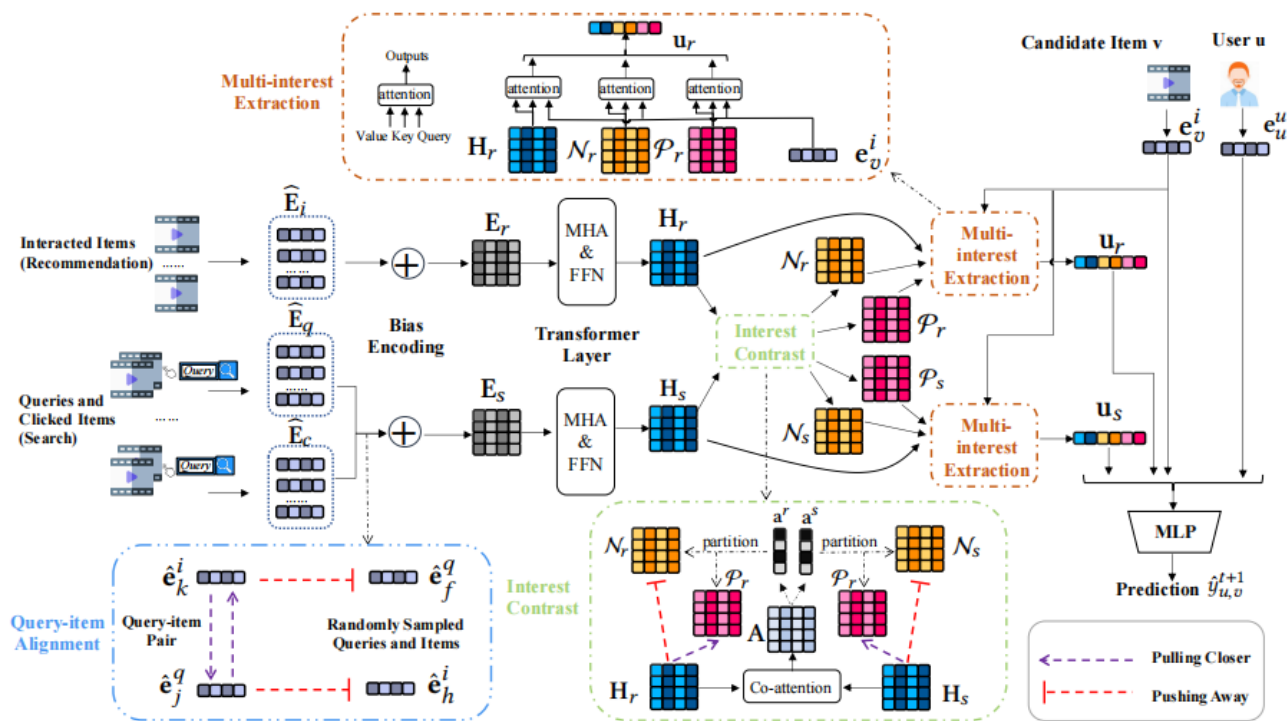 Multi-interest
Extraction
Outputs
attention
Value Key Query
u_r
attention
attention
attention
H_r
𝒩_r
𝒫_r
e_v^i
Candidate Item v
User u
e_v^i
e_u^u
Interacted Items
(Recommendation)
......
Ê_i
......
E_r
MHA
&
FFN
H_r
𝒩_r
Multi-
interest
Extraction
u_r
Ê_q
......
Bias
Encoding
Transformer
Layer
Interest
Contrast
𝒫_r
𝒫_s
Query
Queries and
Clicked Items
(Search)
......
Query
Ê_c
......
E_s
MHA
&
FFN
H_s
𝒩_s
Multi-
interest
Extraction
u_s
MLP
Prediction ŷ_{u,v}^{t+1}
Query-item
Alignment
ê_k^i
ê_f^q
Query-item
Pair
Randomly Sampled
Queries and Items
ê_j^q
ê_h^i
Interest
Contrast
a^r
a^s
𝒩_r
partition
partition
𝒩_s
𝒫_r
𝒫_r
A
H_r
Co-attention
H_s
Pulling Closer
Pushing Away